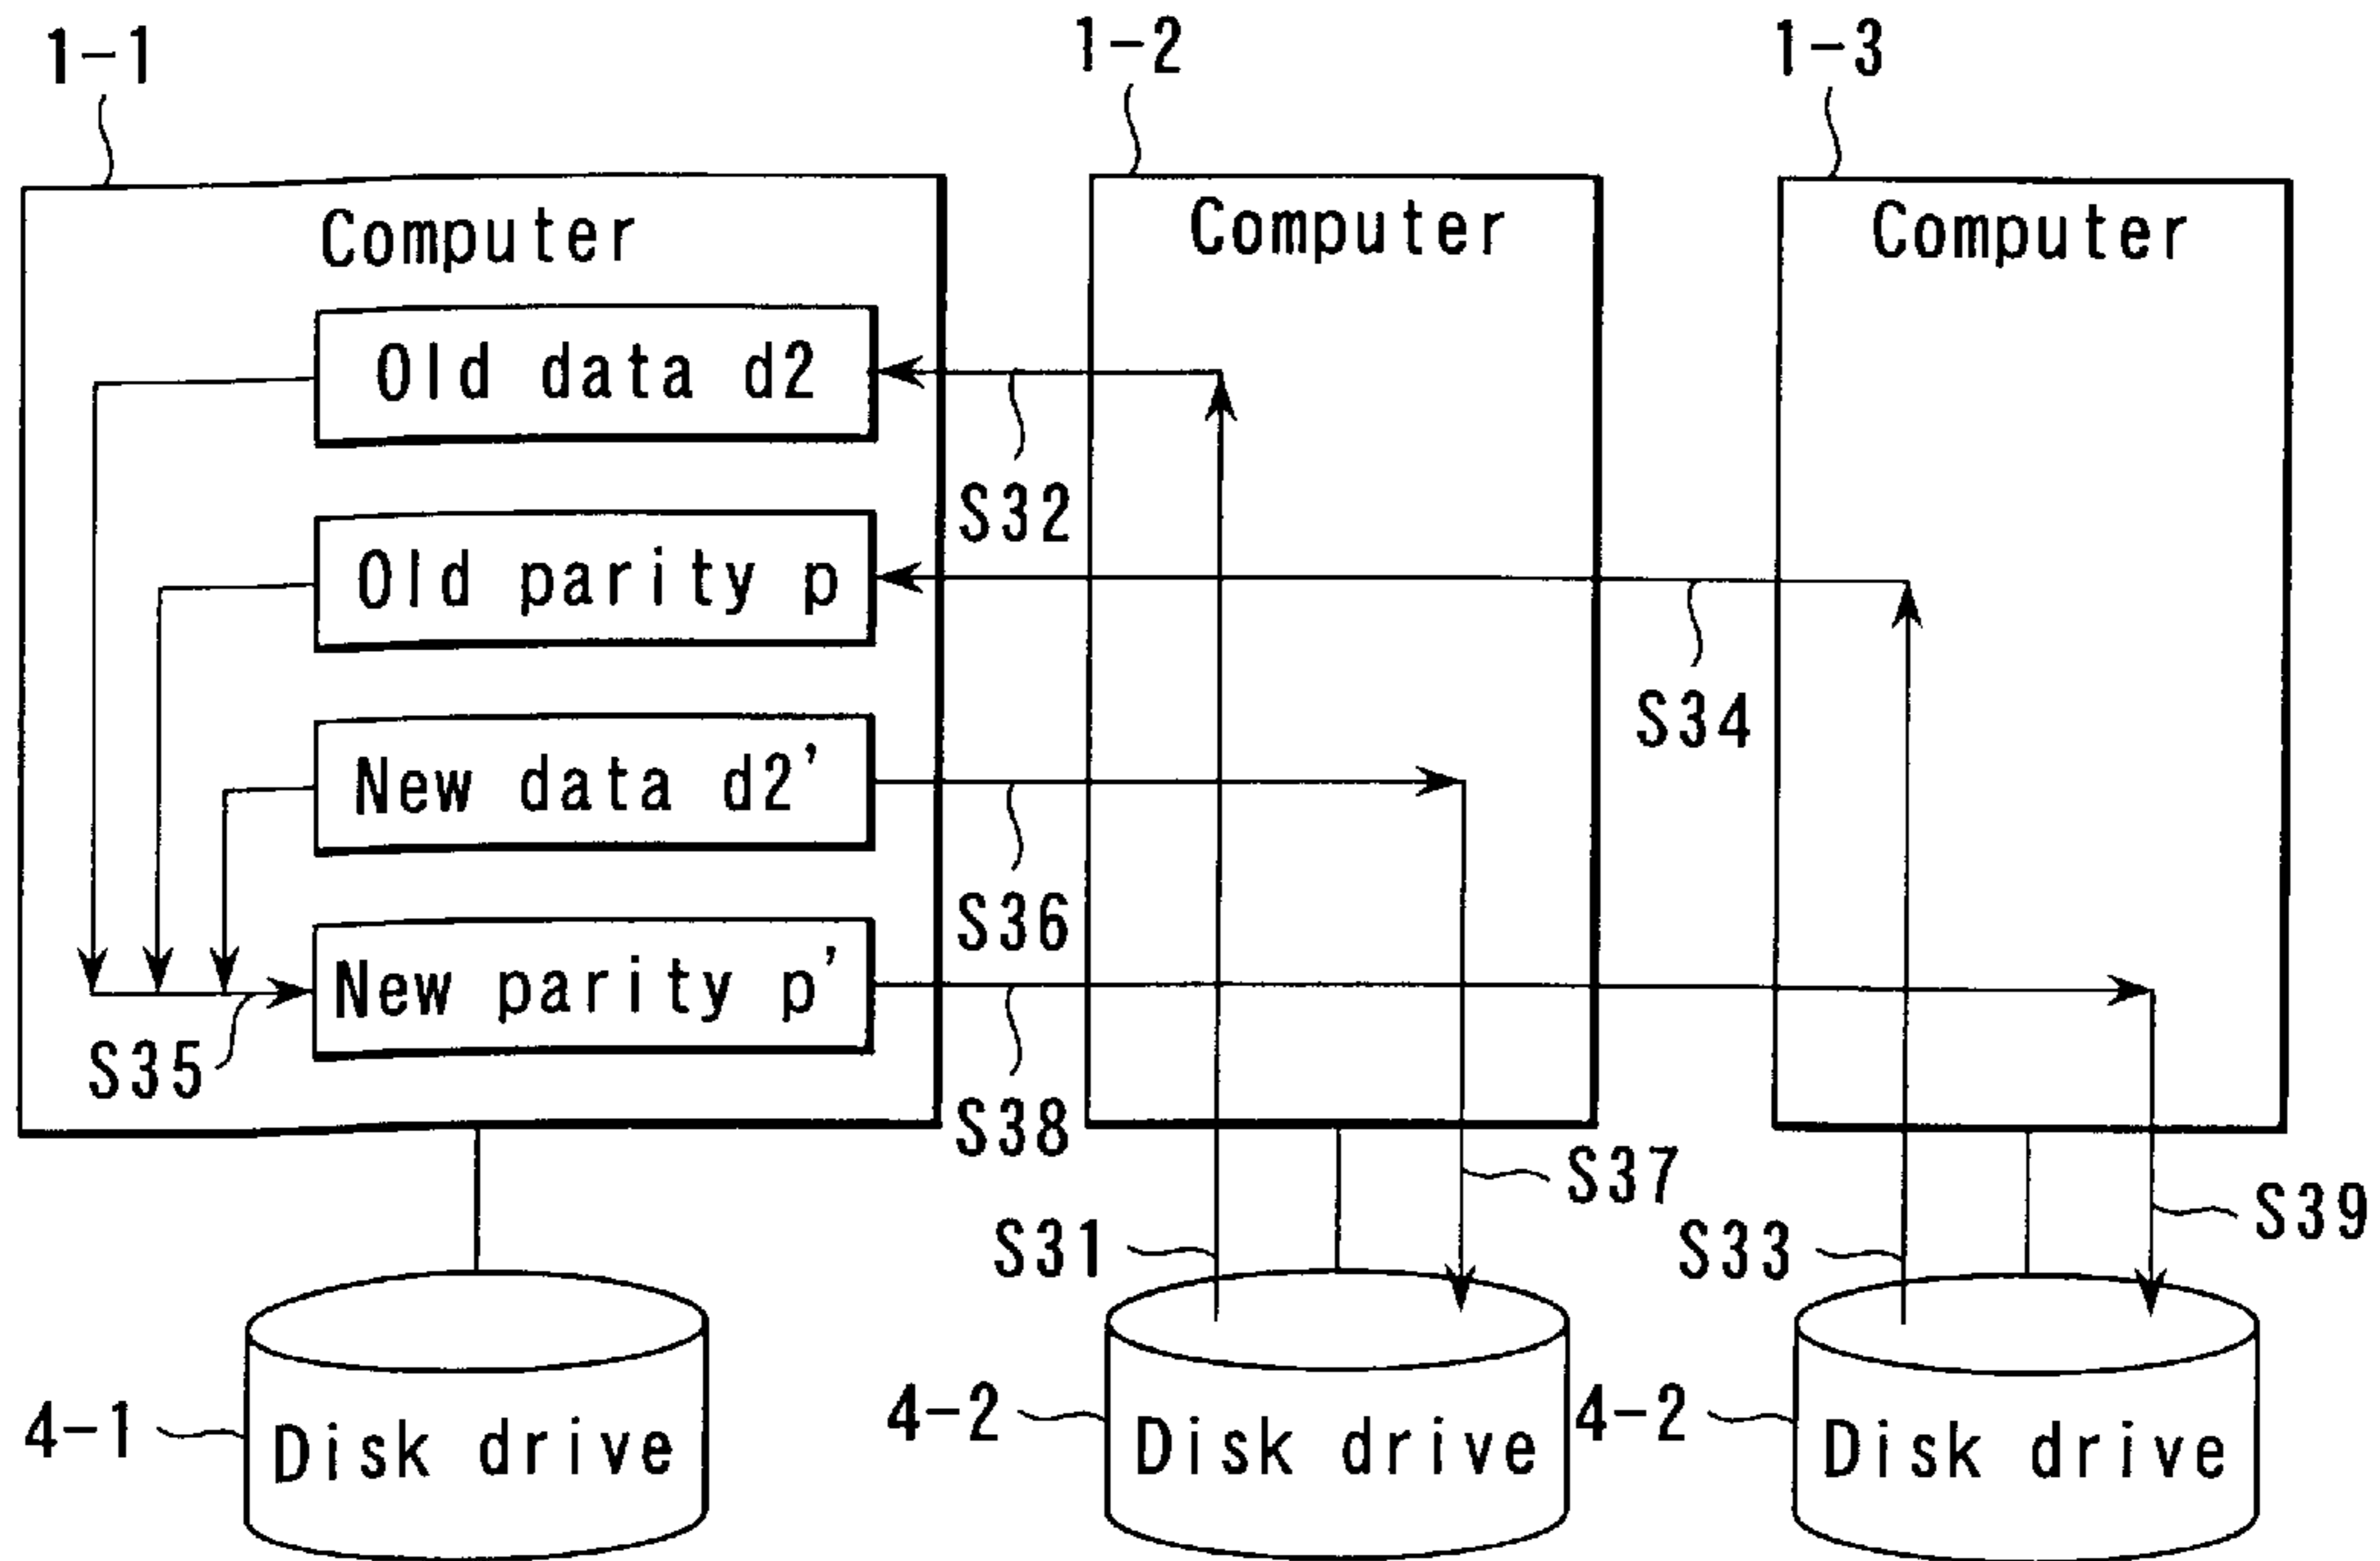 1-1
1-2
1-3
Computer
Computer
Computer
Old data d2
S32
Old parity p
S34
New data d2'
S36
New parity p'
S35
S38
S37
S31
S33
S39
4-1
Disk drive
4-2
Disk drive
4-2
Disk drive